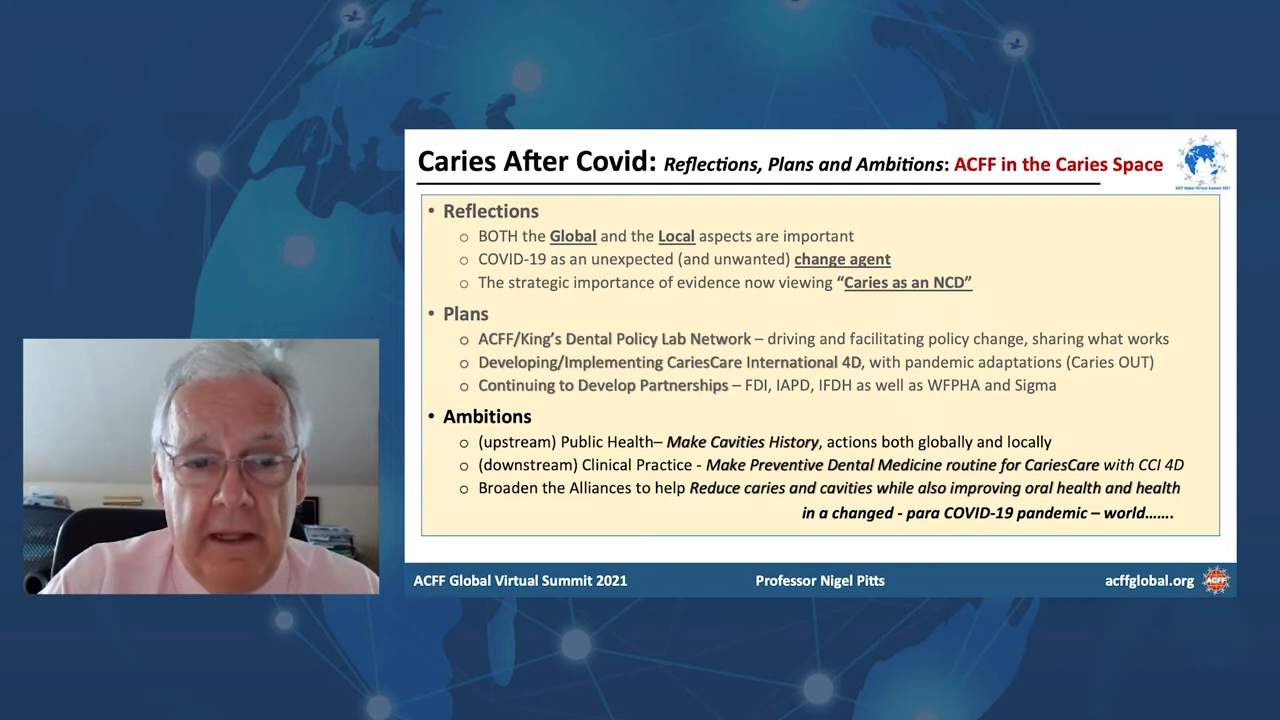 Caries After Covid: Reflections, Plans and Ambitions: ACFF in the Caries Space
ACFF Global Virtual Summit 2021
• Reflections
o BOTH the Global and the Local aspects are important
o COVID-19 as an unexpected (and unwanted) change agent
o The strategic importance of evidence now viewing “Caries as an NCD”
• Plans
o ACFF/King’s Dental Policy Lab Network – driving and facilitating policy change, sharing what works
o Developing/Implementing CariesCare International 4D, with pandemic adaptations (Caries OUT)
o Continuing to Develop Partnerships – FDI, IAPD, IFDH as well as WFPHA and Sigma
• Ambitions
o (upstream) Public Health– Make Cavities History, actions both globally and locally
o (downstream) Clinical Practice - Make Preventive Dental Medicine routine for CariesCare with CCI 4D
o Broaden the Alliances to help Reduce caries and cavities while also improving oral health and health
in a changed - para COVID-19 pandemic – world…….
ACFF Global Virtual Summit 2021 Professor Nigel Pitts acffglobal.org ACFF